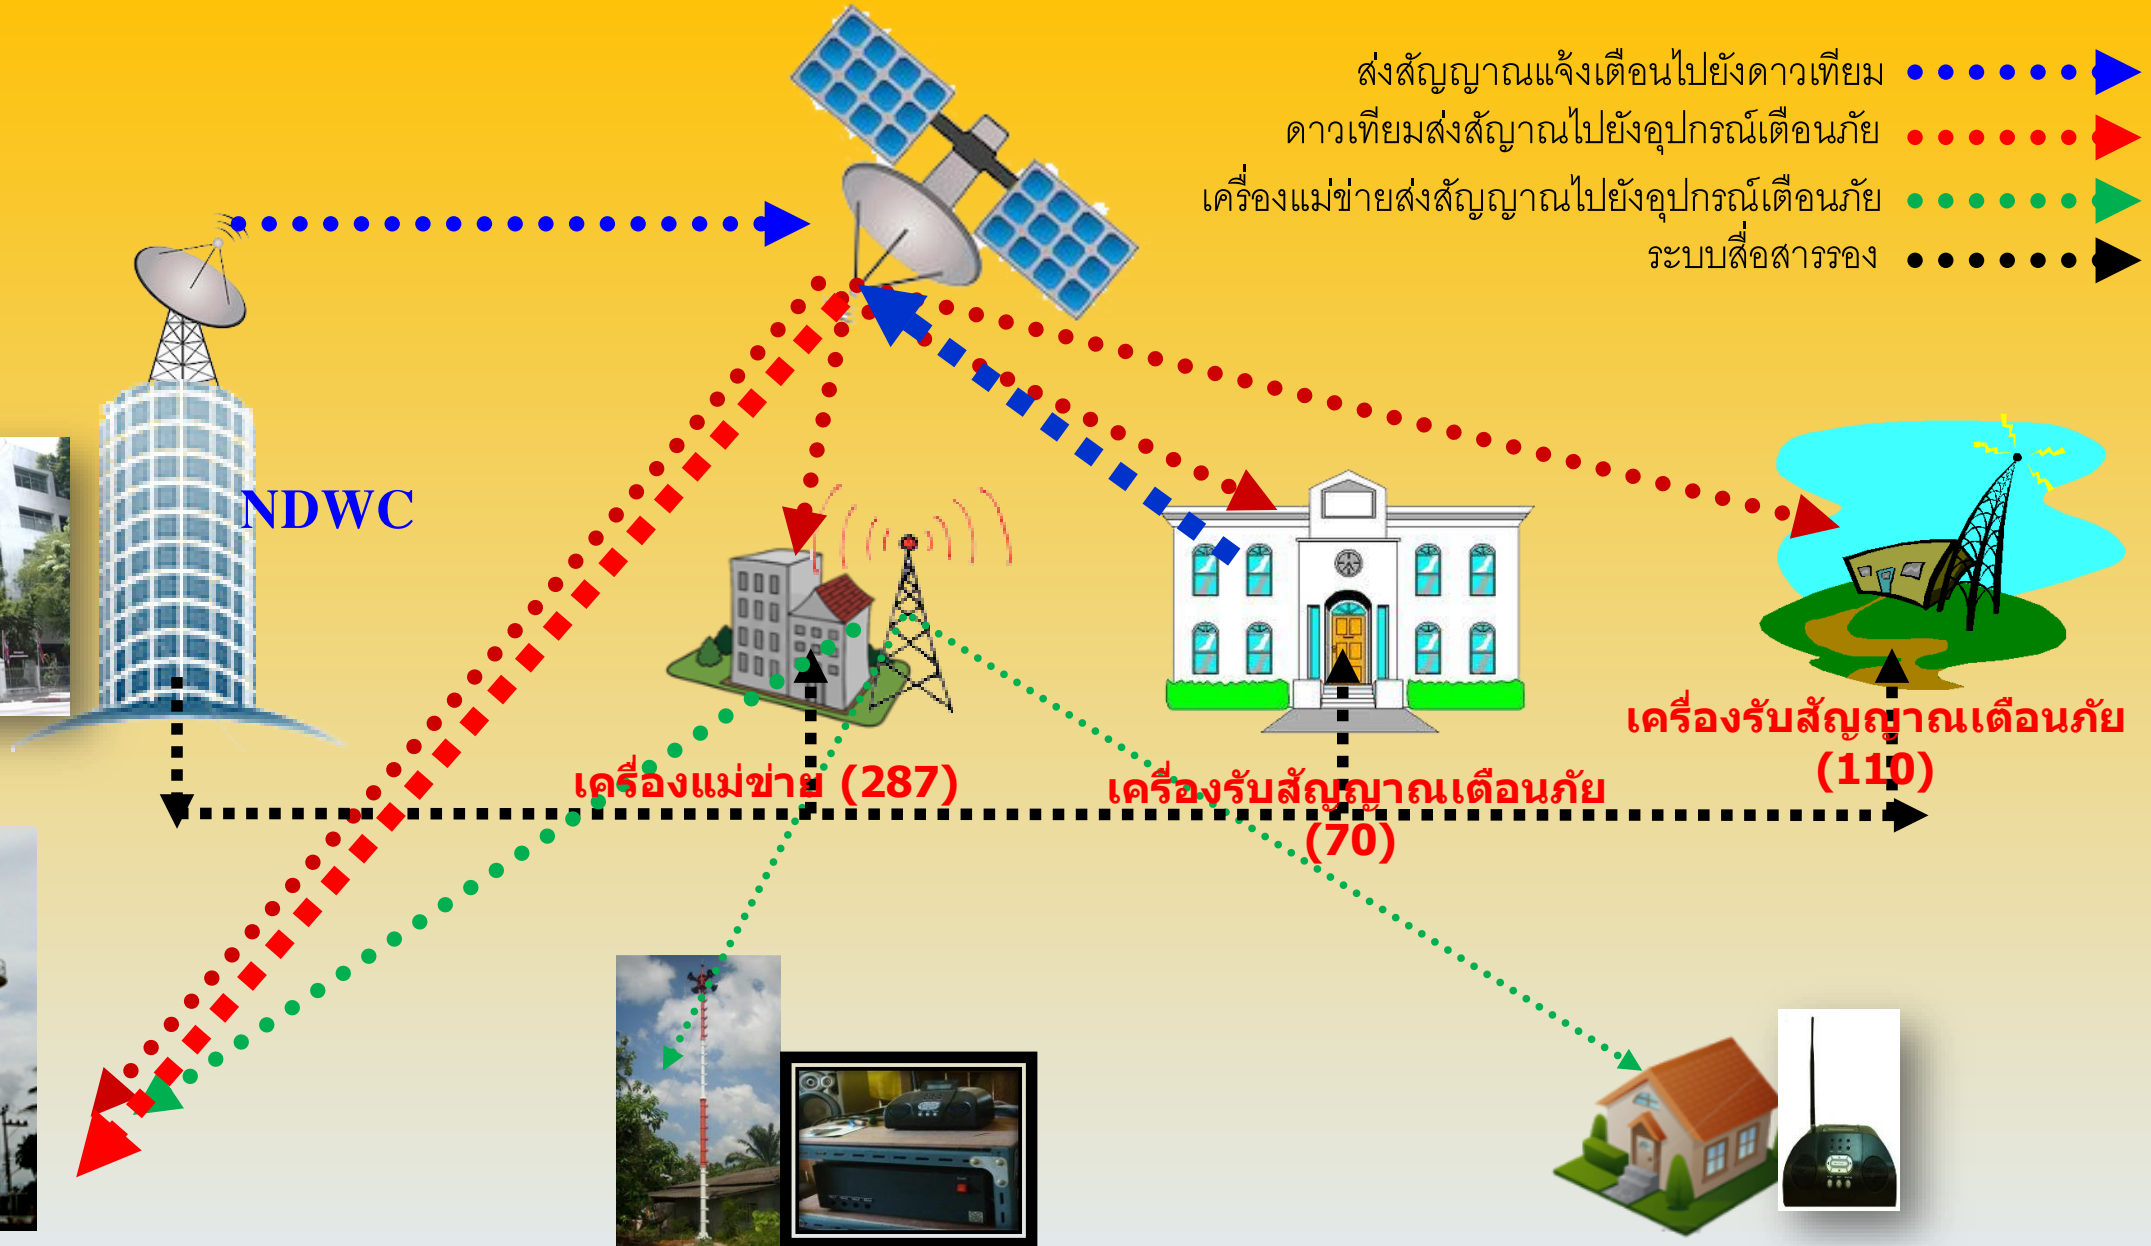 ส่งสัญญาณแจ้งเตือนไปยังดาวเทียม
ดาวเทียมส่งสัญาณไปยังอุปกรณ์เตือนภัย
เครื่องแม่ข่ายส่งสัญญาณไปยังอุปกรณ์เตือนภัย
ระบบสื่อสารรอง
NDWC
เครื่องแม่ข่าย (287)
เครื่องรับสัญญาณเตือนภัย
(70)
เครื่องรับสัญญาณเตือนภัย
(110)